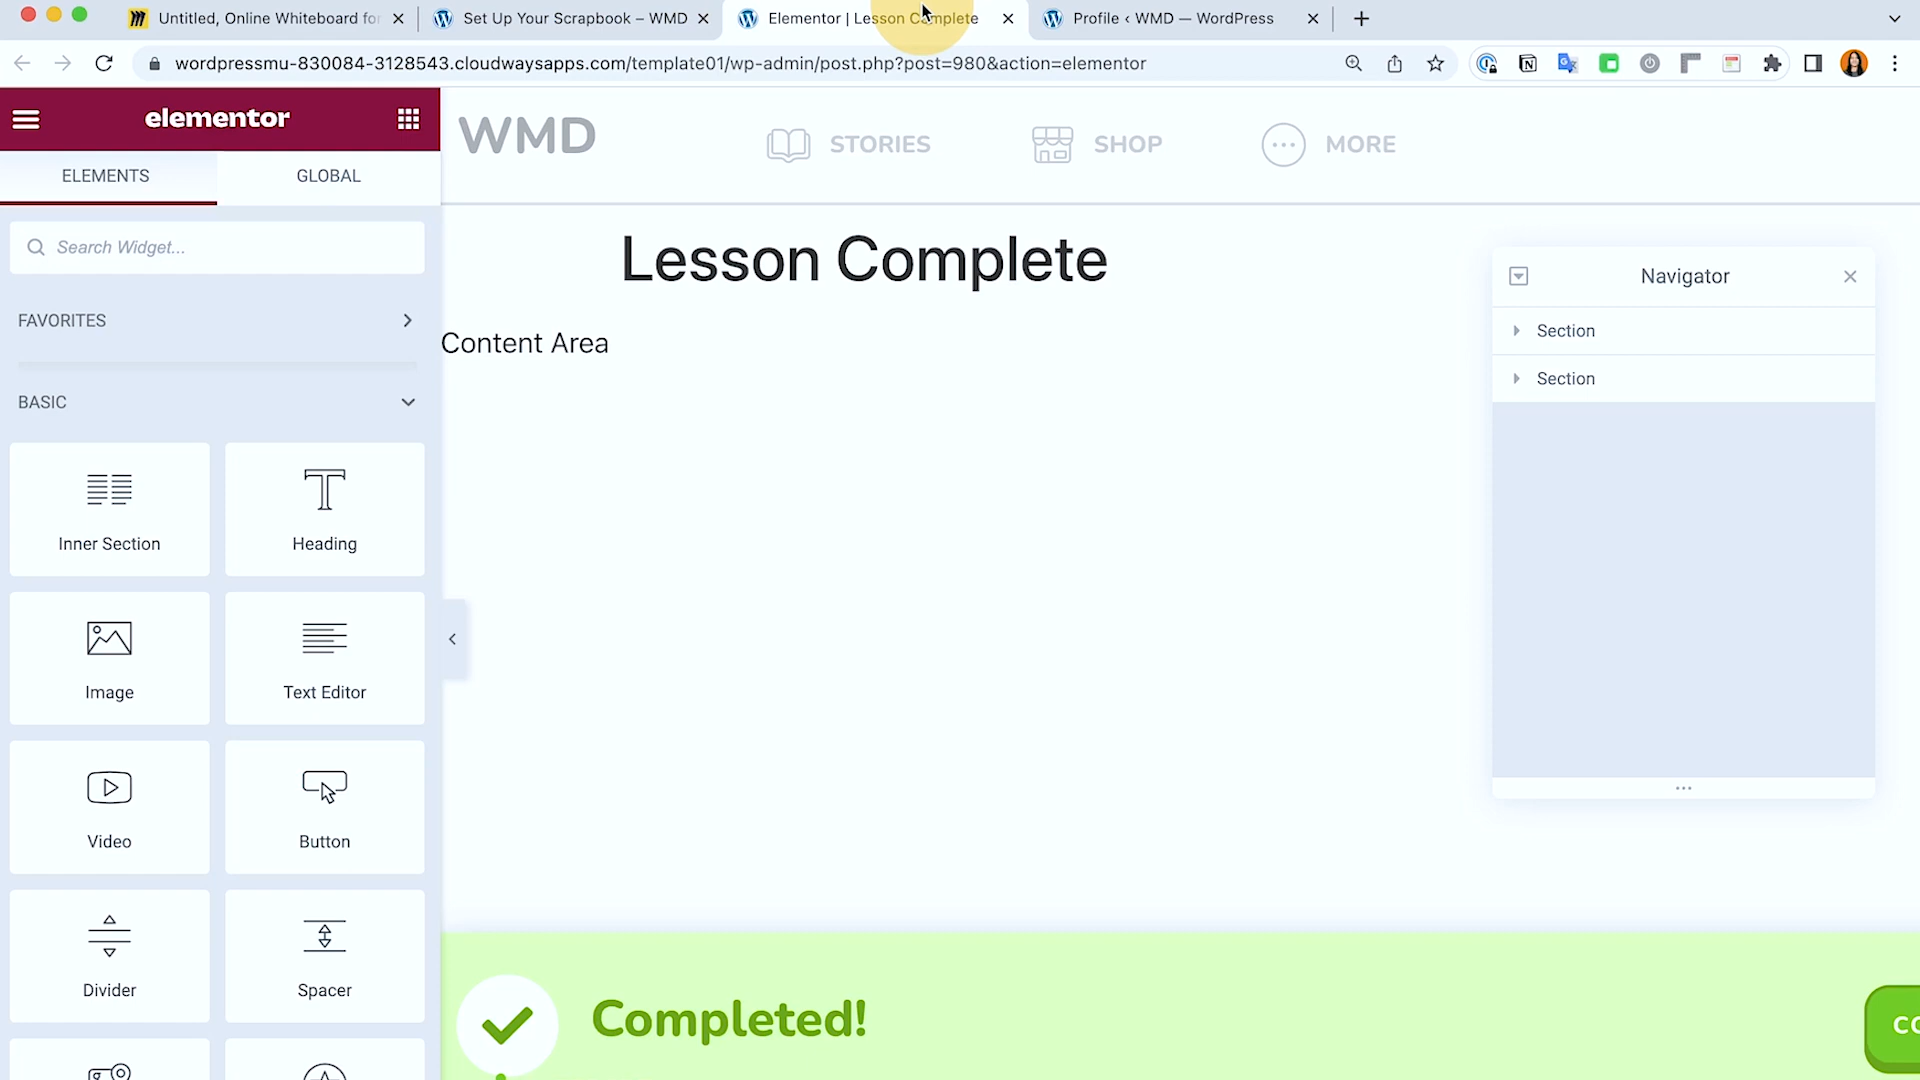 Untitled, Online Whiteboard for
Set Up Your Scrapbook – WMD
Elementor | Lesson Complete
Profile ‹ WMD — WordPress
wordpressmu-830084-3128543.cloudwaysapps.com/template01/wp-admin/post.php?post=980&action=elementor
elementor
ELEMENTS
GLOBAL
Search Widget...
FAVORITES
BASIC
Inner Section
Heading
Image
Text Editor
Video
Button
Divider
Spacer
WMD
STORIES
SHOP
MORE
Lesson Complete
Content Area
Navigator
Section
Section
Completed!
CO